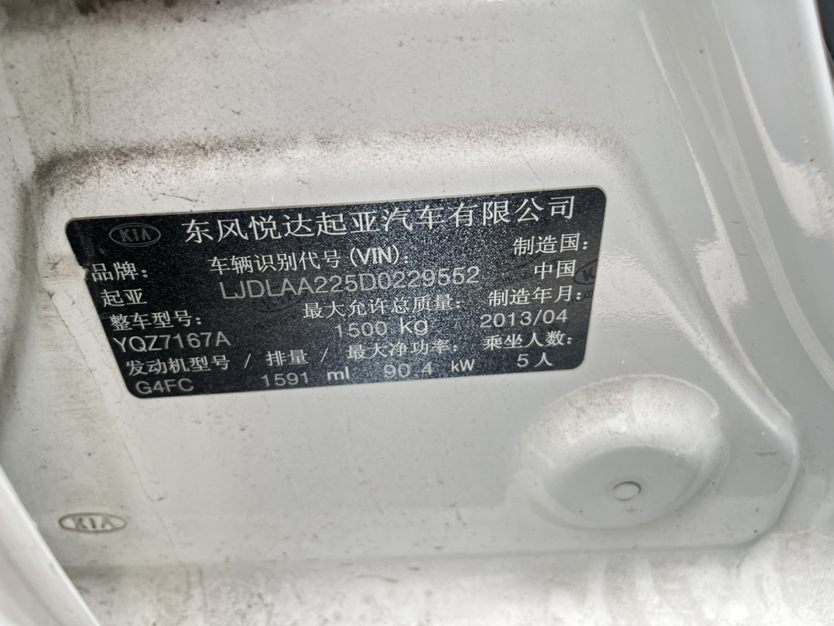 KIA 东风悦达起亚汽车有限公司
品牌: 车辆识别代号(VIN): 制造国:
起亚 LJDLAA225D0229552 中国
整车型号: 最大允许总质量: 制造年月:
YQZ7167A 1500 kg 2013/04
发动机型号 / 排量 / 最大净功率: 乘坐人数:
G4FC 1591 ml 90.4 kW 5人
KIA